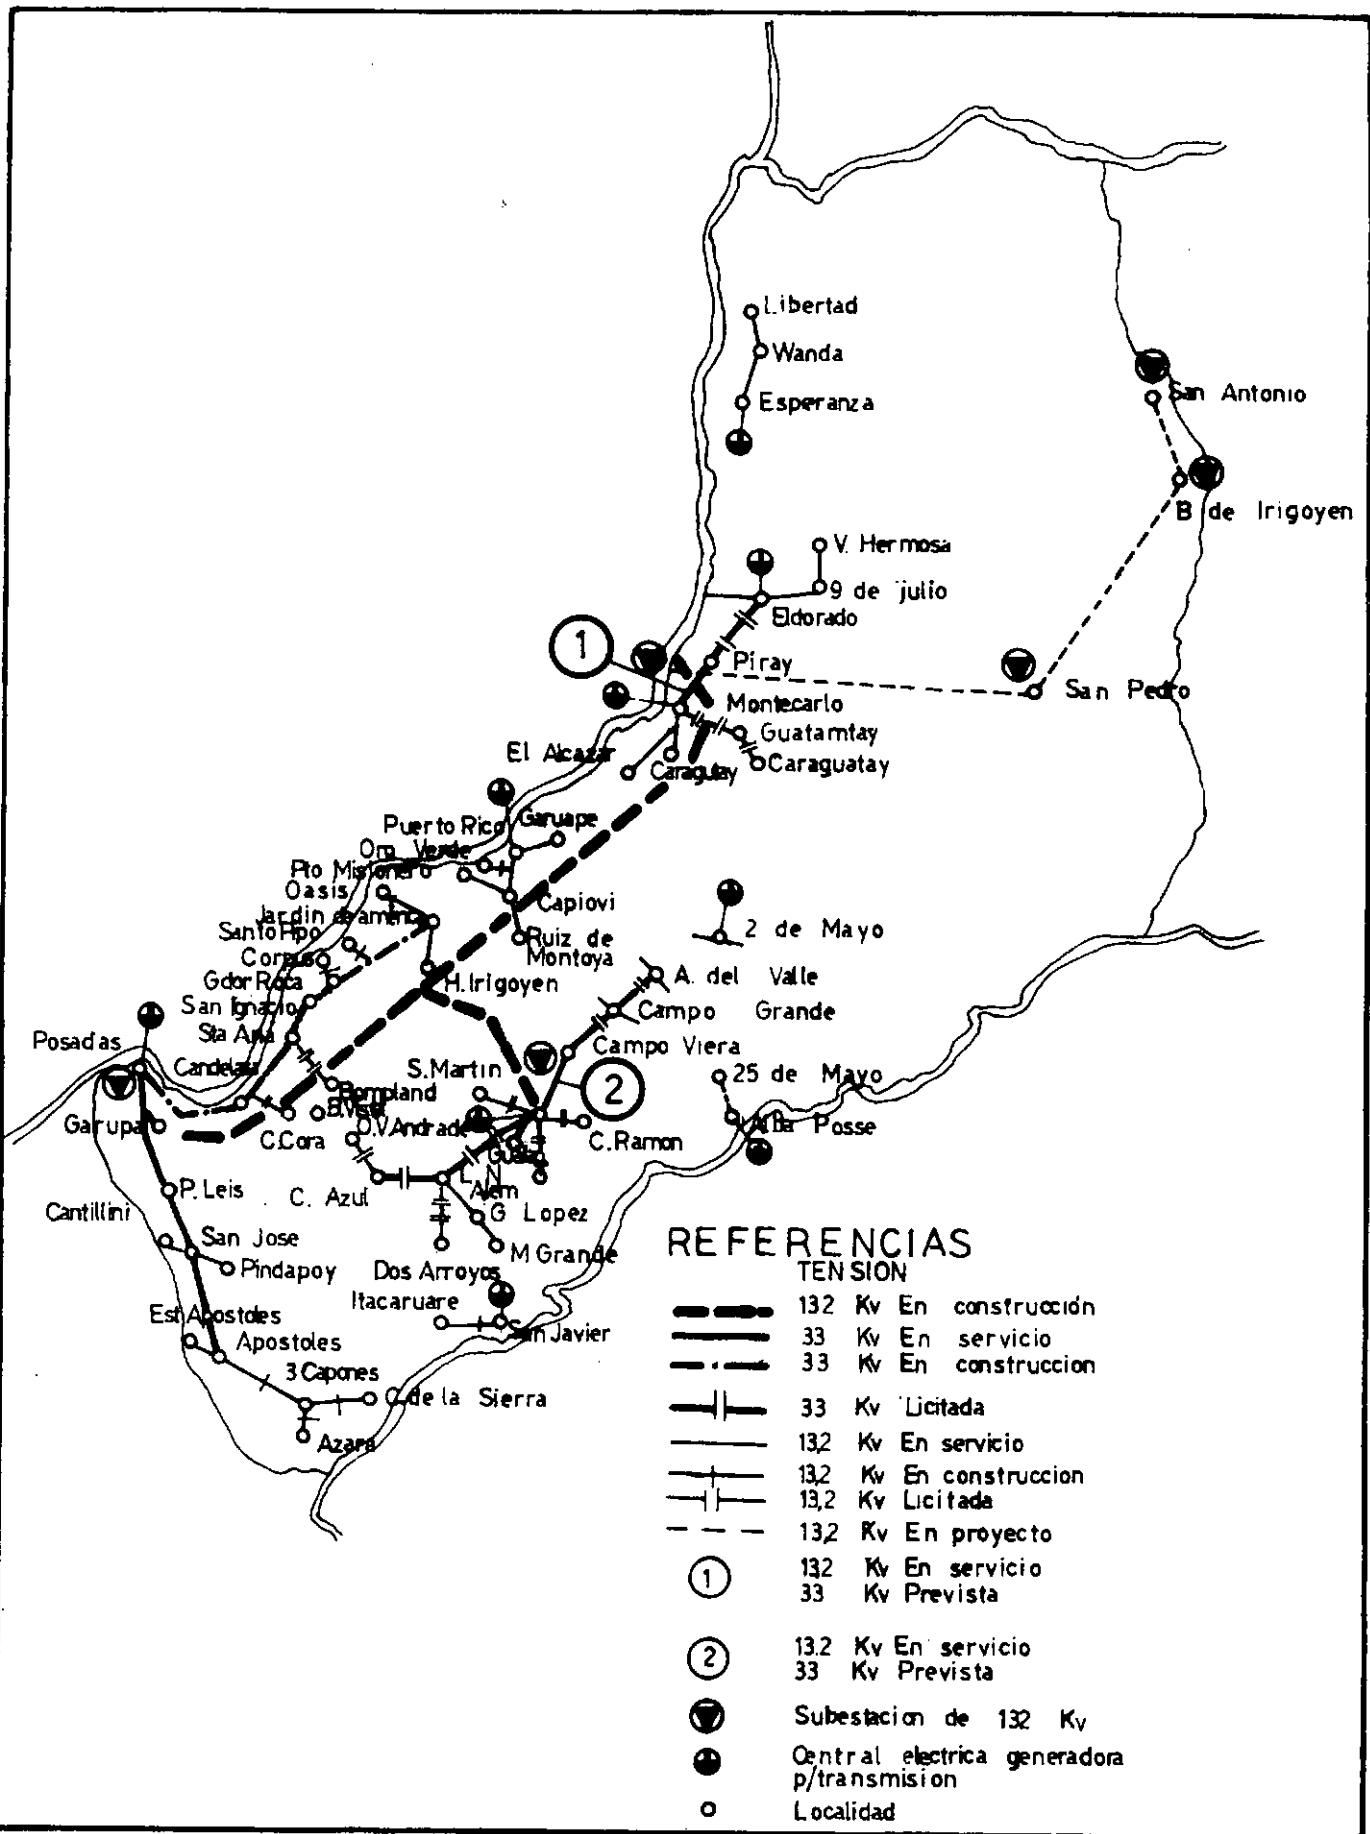 Libertad
Wanda
Esperanza
San Antonio
B de Irigoyen
V. Hermosa
9 de julio
Eldorado
1
Piray
San Pedro
Montecarlo
Guatamtay
El Alcazar
Caragutay
Caraguatay
Puerto Rico
Garuape
Oro Verde
Pto Misionero
Oasis
Capiovi
Jardin de america
Santo Pipo
2 de Mayo
Ruiz de
Montoya
Corpus
Gdor Roca
H. Irigoyen
A. del Valle
San Ignacio
Campo Grande
Sta Ana
Posadas
Campo Viera
Candelaria
S. Martin
2
25 de Mayo
Bompland
B. Vista
Garupa
C. Cora
O.V. Andrade
C. Ramon
Alba Posse
L. N.
Alem
P. Leis
C. Azul
Cantillini
G Lopez
San Jose
M Grande
Pindapoy
Dos Arroyos
Itacaruare
Est Apostoles
San Javier
Apostoles
3 Capones
C. de la Sierra
Azara
REFERENCIAS
TENSION
132 Kv En construcción
33 Kv En servicio
33 Kv En construccion
33 Kv Licitada
13,2 Kv En servicio
13,2 Kv En construccion
13,2 Kv Licitada
13,2 Kv En proyecto
1
132 Kv En servicio
33 Kv Prevista
2
13.2 Kv En servicio
33 Kv Prevista
Subestacion de 132 Kv
Central electrica generadora
p/transmision
Localidad